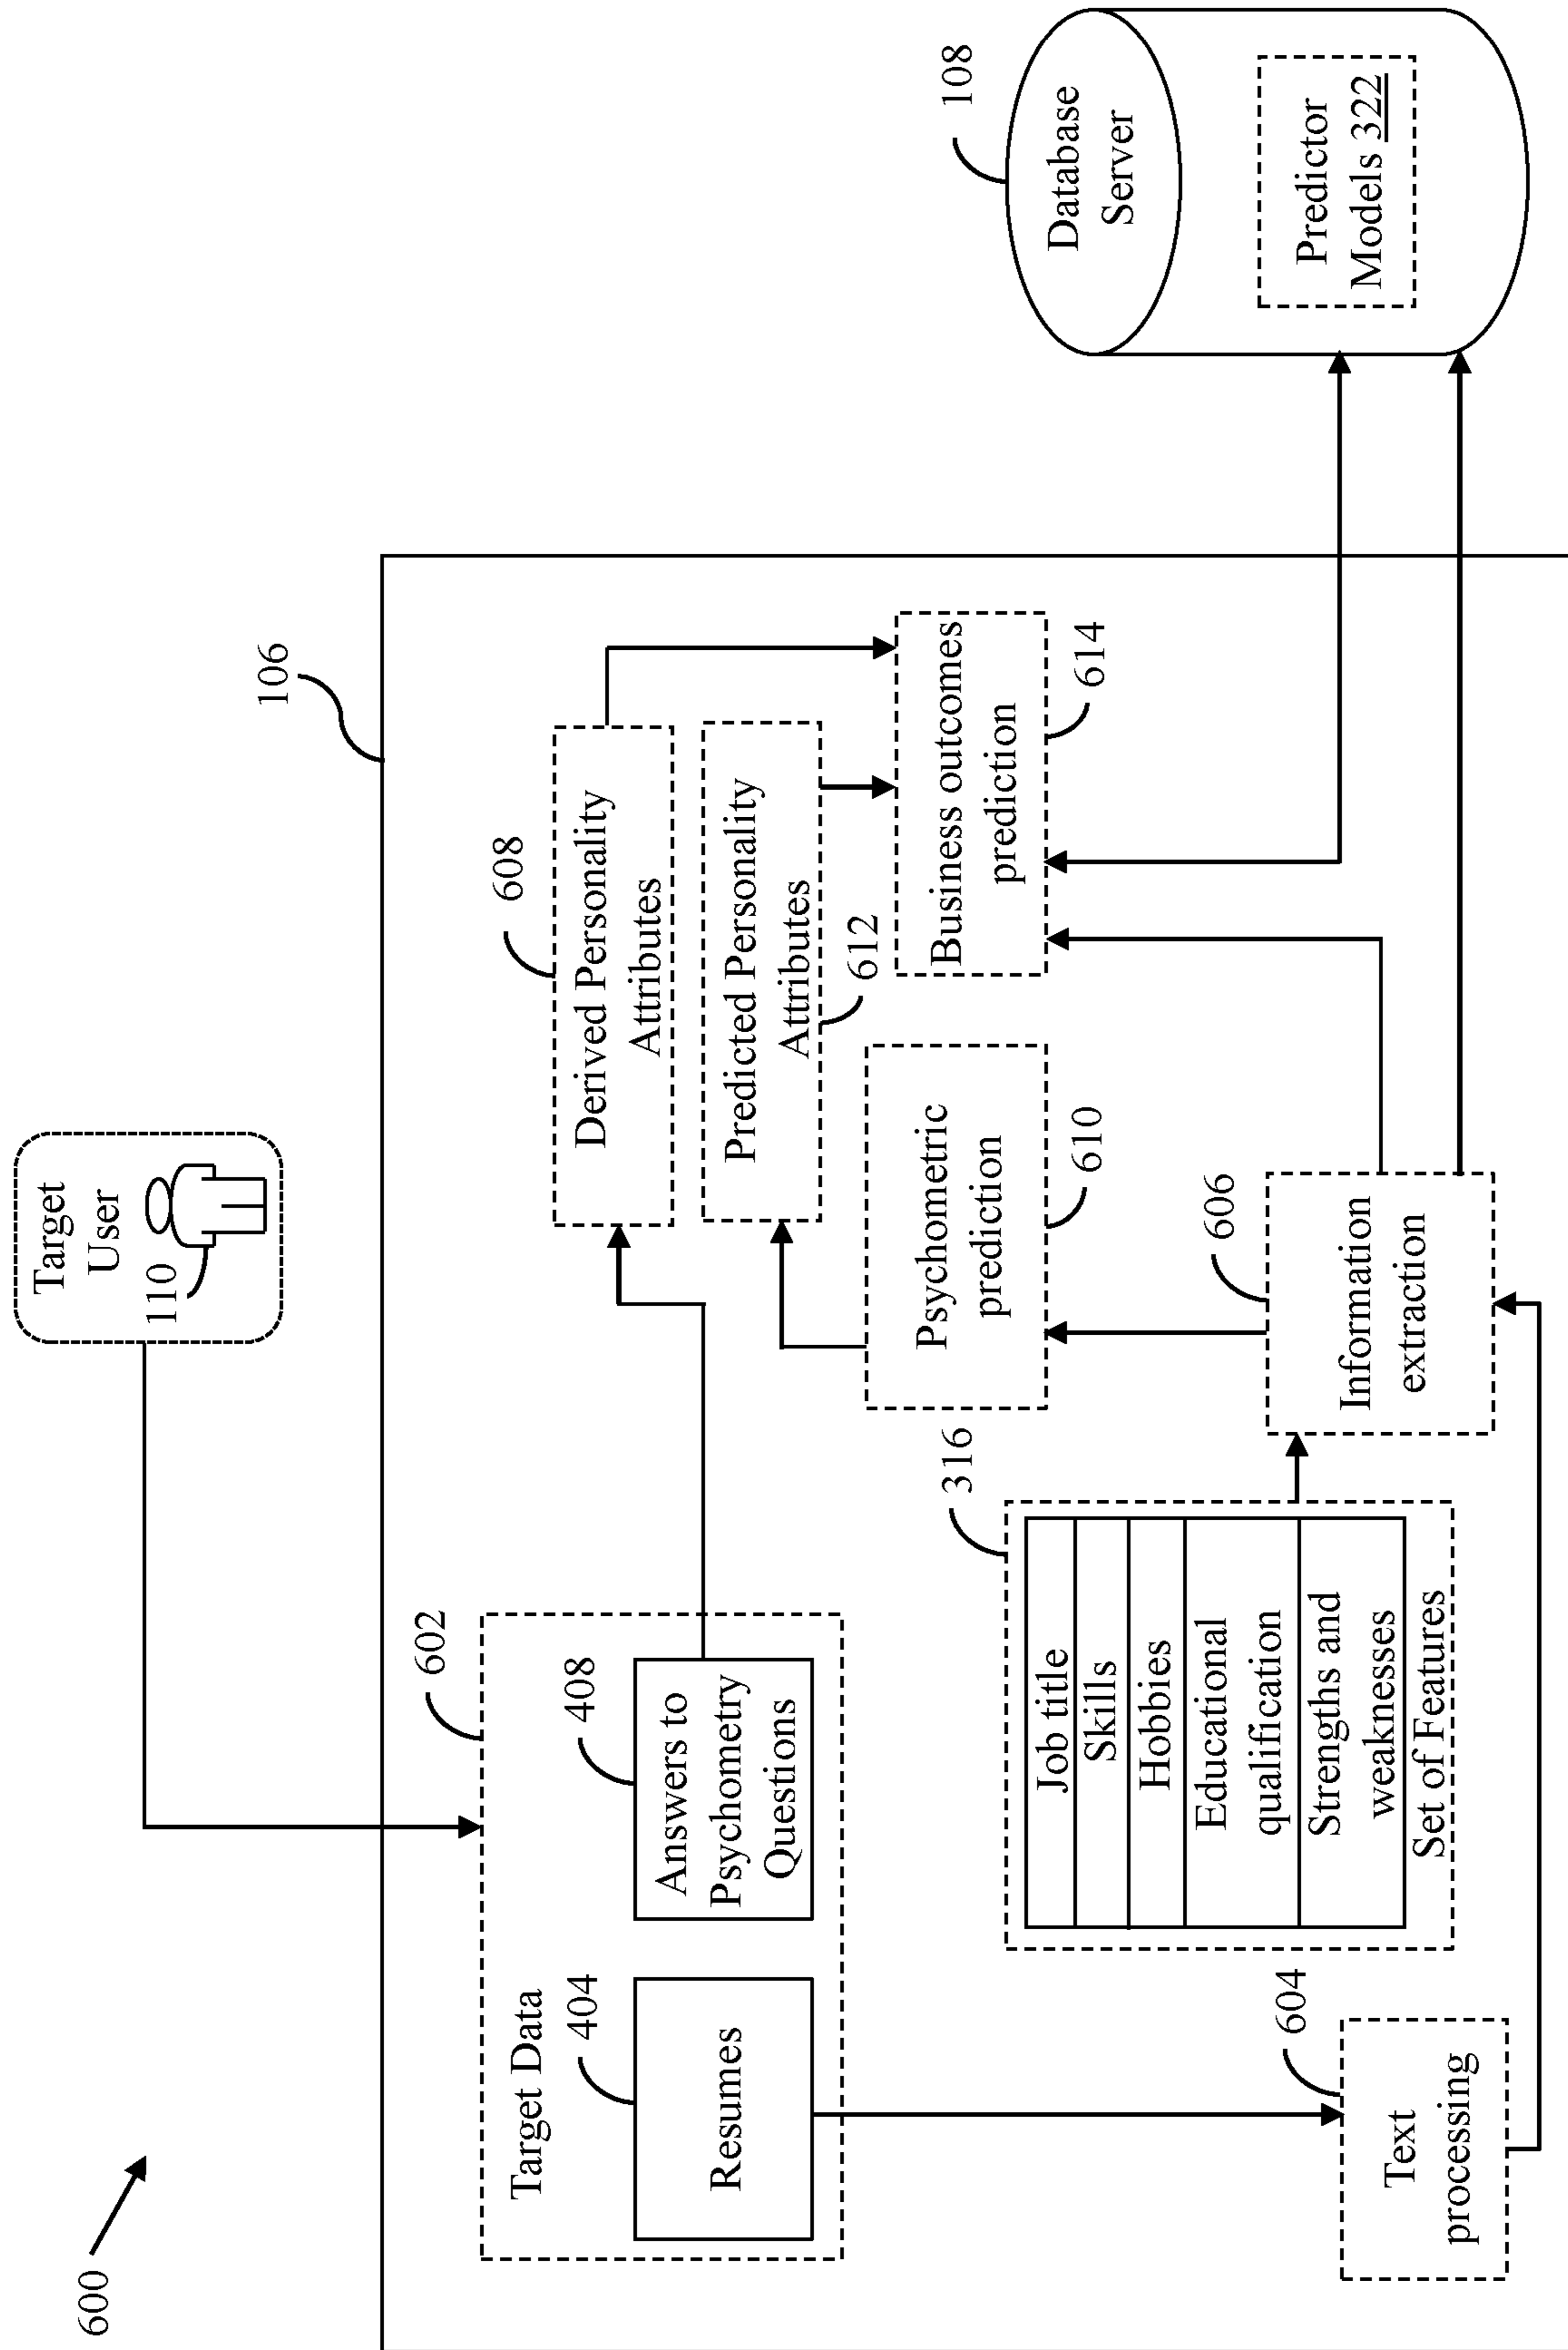 600
Target
User
110
106
602
Target Data
404
Resumes
408
Answers to
Psychometry
Questions
608
Derived Personality
Attributes
Predicted Personality
Attributes
612
Psychometric
prediction
610
Business outcomes
prediction
614
316
Job title
Skills
Hobbies
Educational
qualification
Strengths and
weaknesses
Set of Features
604
Text
processing
606
Information
extraction
108
Database
Server
Predictor
Models 322